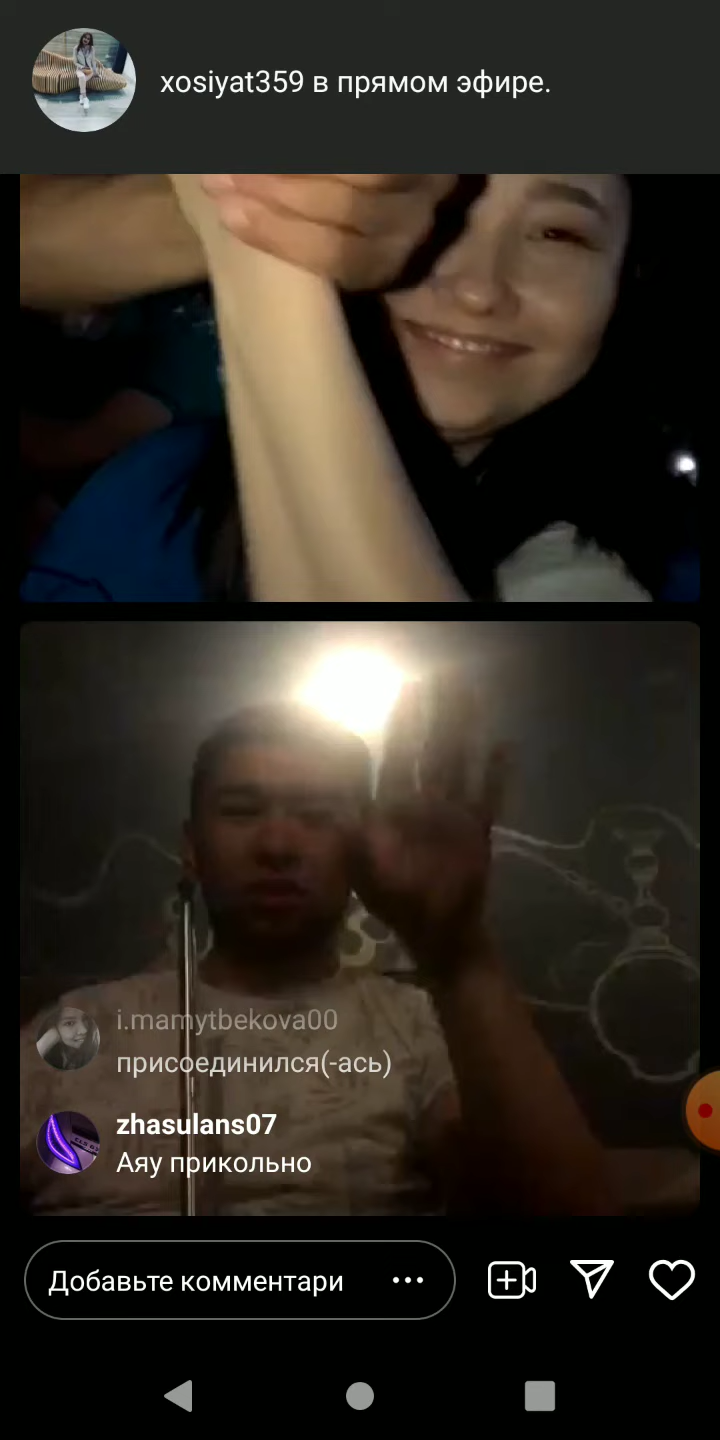 xosiyat359 в прямом эфире.
i.mamytbekova00
присоединился(-ась)
zhasulans07
Аяу прикольно
Добавьте комментари